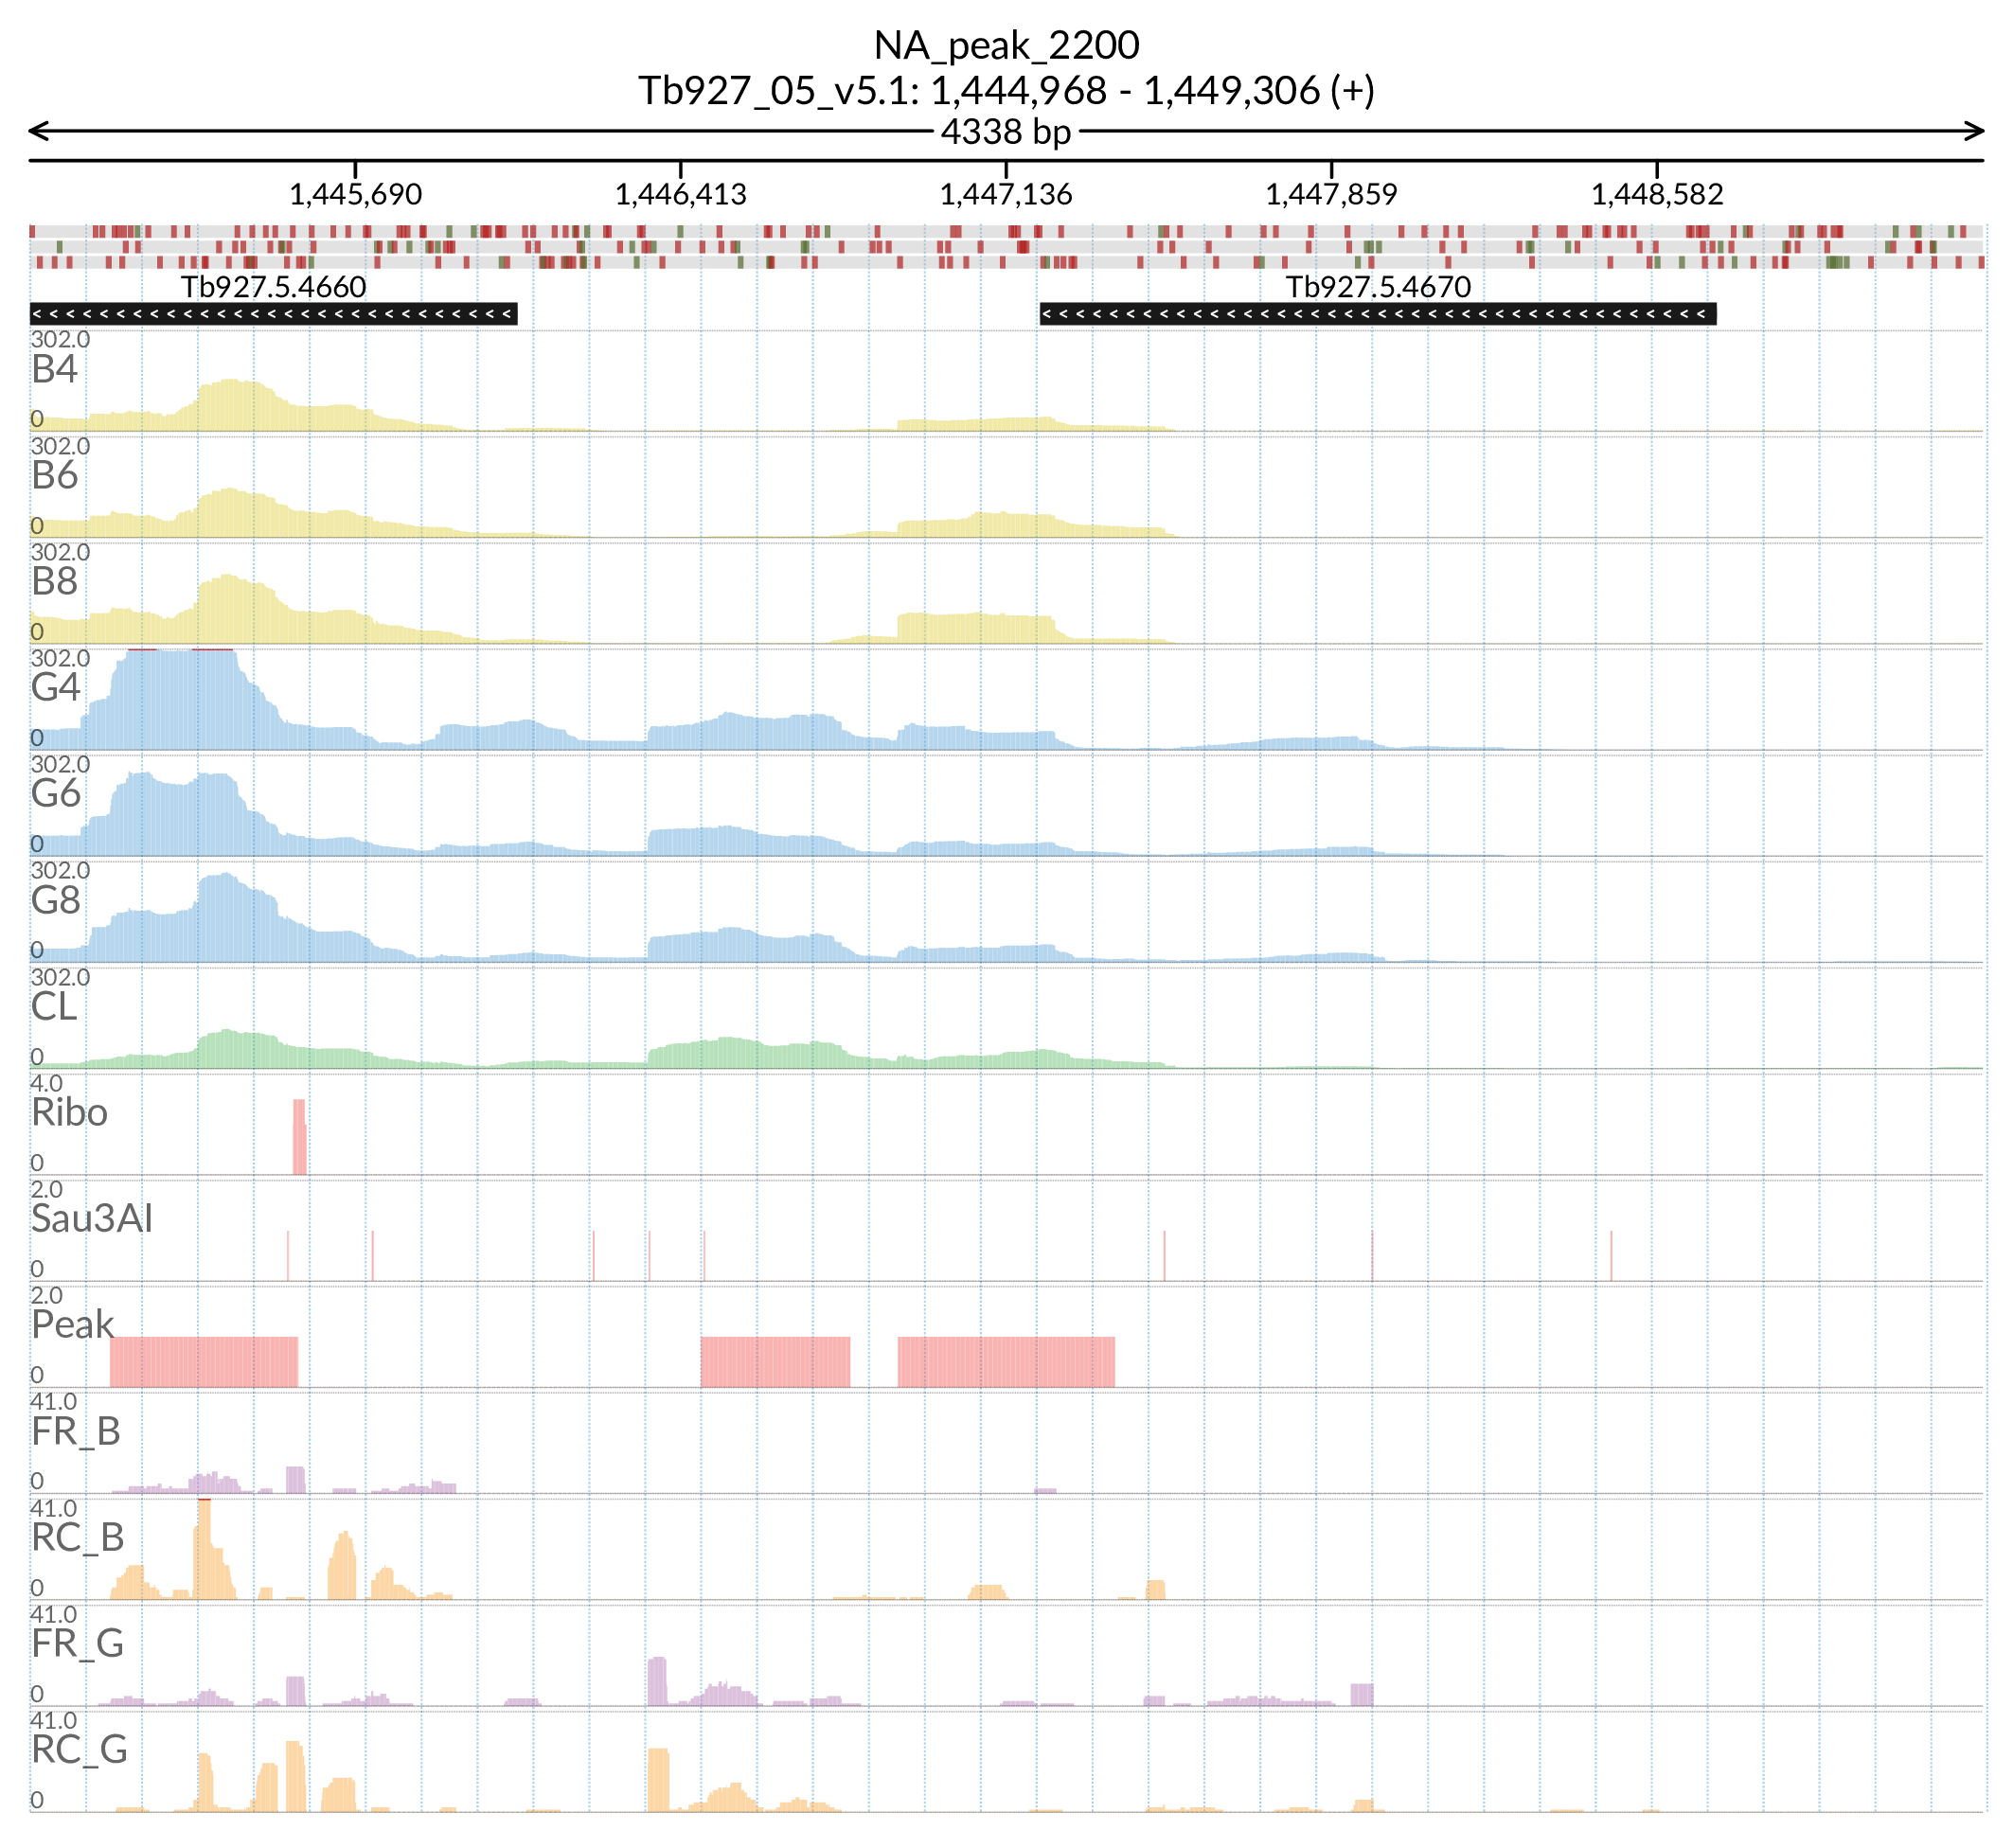 NA_peak_2200
Tb927_05_v5.1: 1,444,968 - 1,449,306 (+)
4338 bp
1,445,690 1,446,413 1,447,136 1,447,859 1,448,582
Tb927.5.4660 Tb927.5.4670
302.0
B4
0
302.0
B6
0
302.0
B8
0
302.0
G4
0
302.0
G6
0
302.0
G8
0
302.0
CL
0
4.0
Ribo
0
2.0
Sau3AI
0
2.0
Peak
0
41.0
FR_B
0
41.0
RC_B
0
41.0
FR_G
0
41.0
RC_G
0